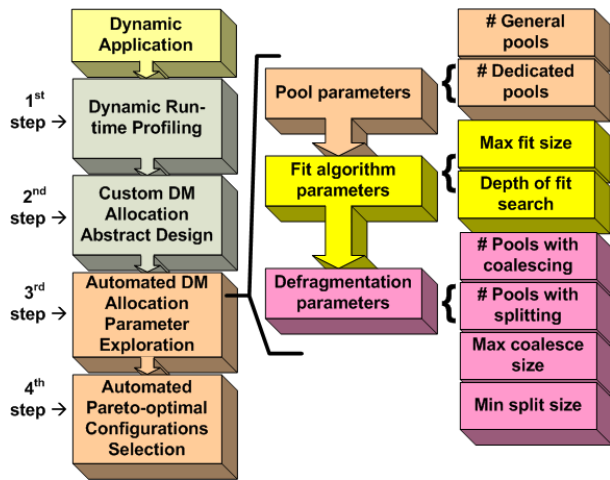 Dynamic
Application
1st
step →
Dynamic Run-
time Profiling
2nd
step →
Custom DM
Allocation
Abstract Design
3rd
step →
Automated DM
Allocation
Parameter
Exploration
4th
step →
Automated
Pareto-optimal
Configurations
Selection
Pool parameters
Fit algorithm
parameters
Defragmentation
parameters
# General
pools
# Dedicated
pools
Max fit size
Depth of fit
search
# Pools with
coalescing
# Pools with
splitting
Max coalesce
size
Min split size